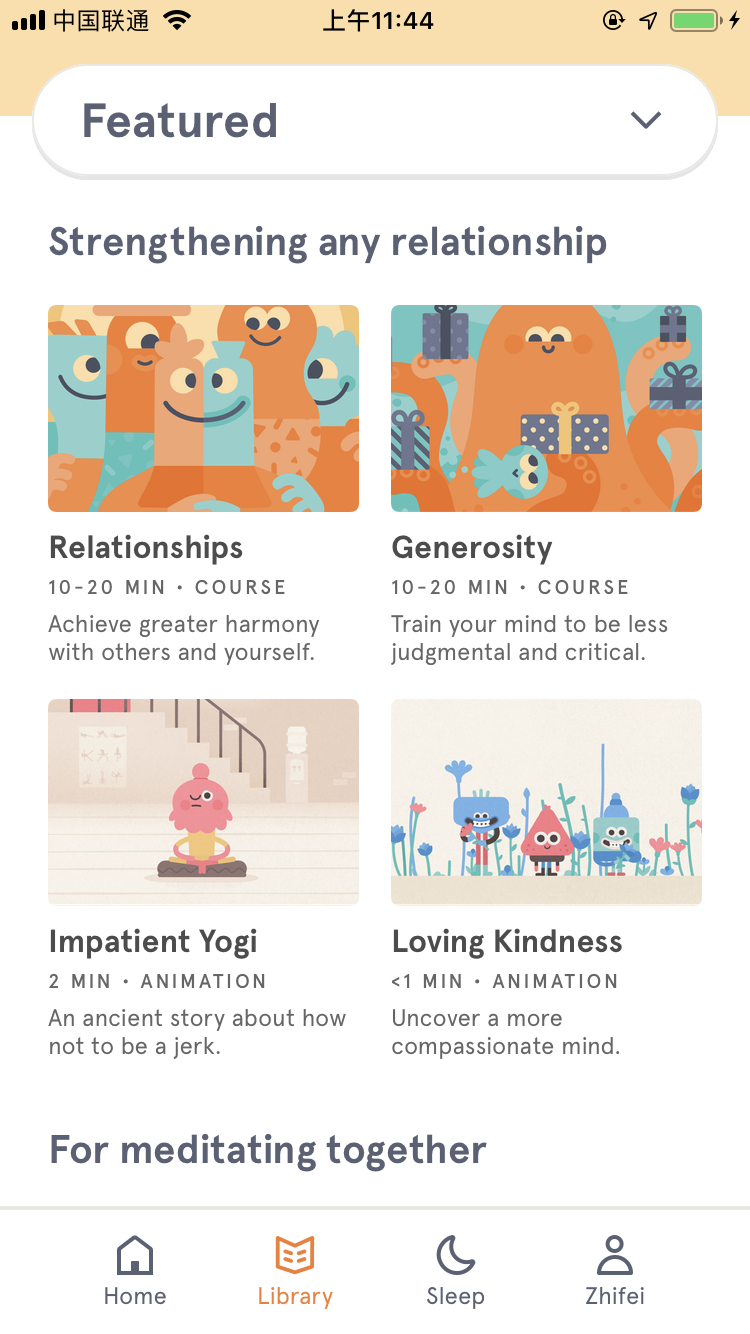 中国联通 上午11:44
Featured
Strengthening any relationship
Relationships
10-20 MIN • COURSE
Achieve greater harmony
with others and yourself.
Generosity
10-20 MIN • COURSE
Train your mind to be less
judgmental and critical.
Impatient Yogi
2 MIN • ANIMATION
An ancient story about how
not to be a jerk.
Loving Kindness
<1 MIN • ANIMATION
Uncover a more
compassionate mind.
For meditating together
Home Library Sleep Zhifei